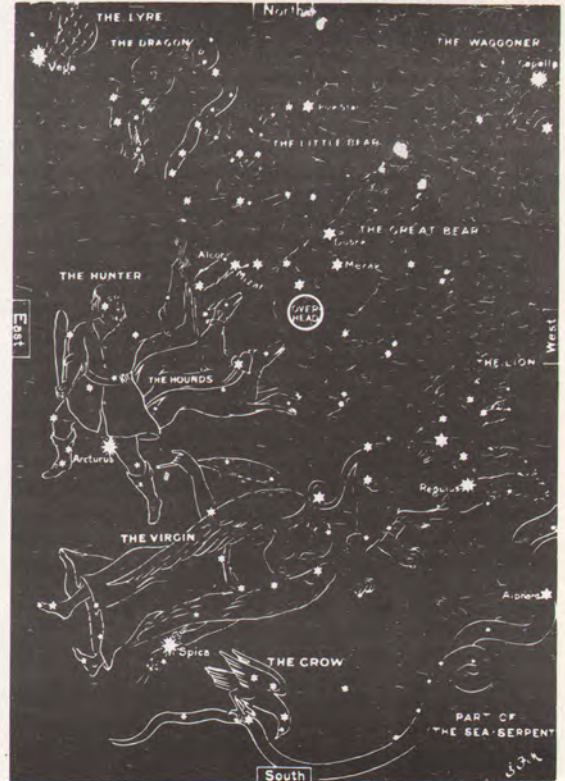 THE LYRE
North
THE DRAGON
THE WAGGONER
Vega
Capella
Pole Star
THE LITTLE BEAR
THE GREAT BEAR
Dubhe
Alcor
Mizar
Merak
THE HUNTER
OVER-
HEAD
East
West
THE LION
THE HOUNDS
Arcturus
Regulus
THE VIRGIN
Alphard
Spica
THE CROW
PART OF
THE SEA-SERPENT
South